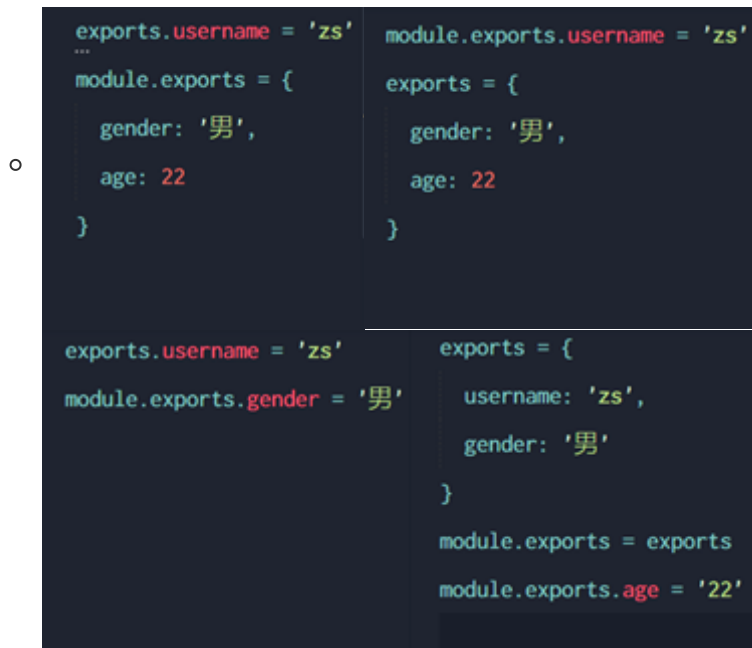 exports.username = 'zs'
module.exports = {
gender: '男',
age: 22
}
module.exports.username = 'zs'
exports = {
gender: '男',
age: 22
}
exports.username = 'zs'
module.exports.gender = '男'
exports = {
username: 'zs',
gender: '男'
}
module.exports = exports
module.exports.age = '22'